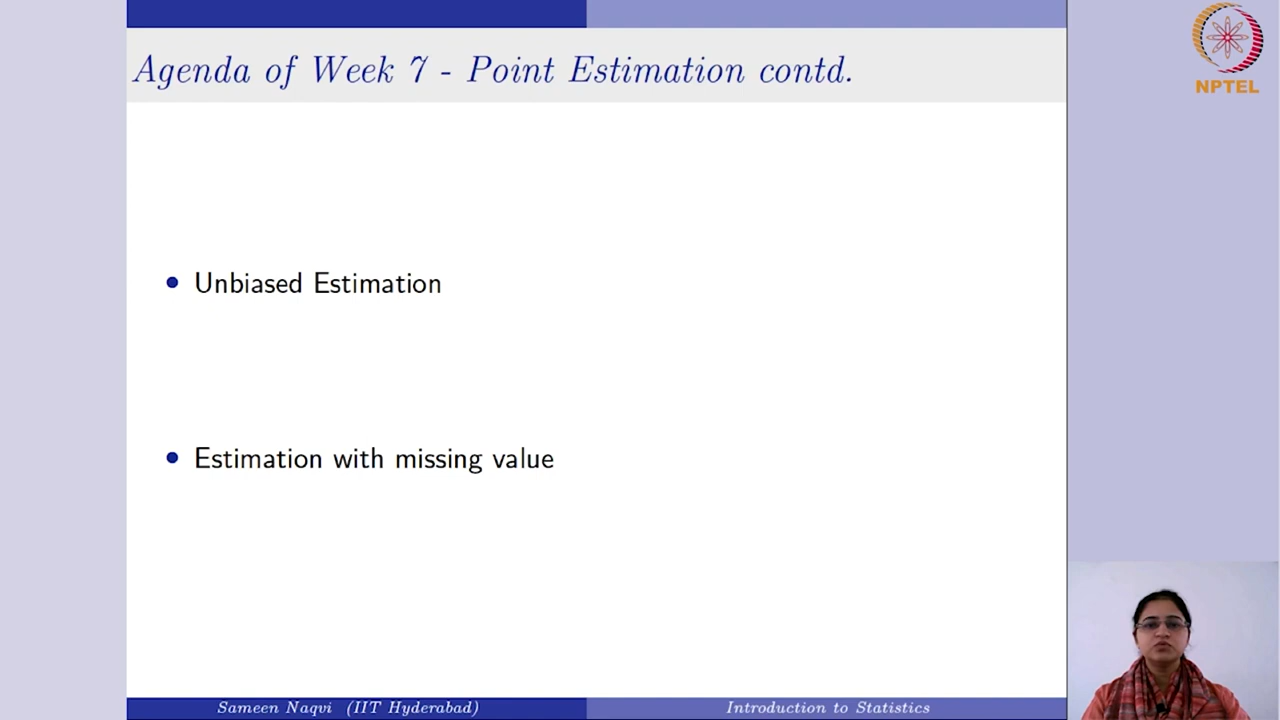 Agenda of Week 7 - Point Estimation contd.
NPTEL
• Unbiased Estimation
• Estimation with missing value
Sameen Naqvi (IIT Hyderabad)
Introduction to Statistics